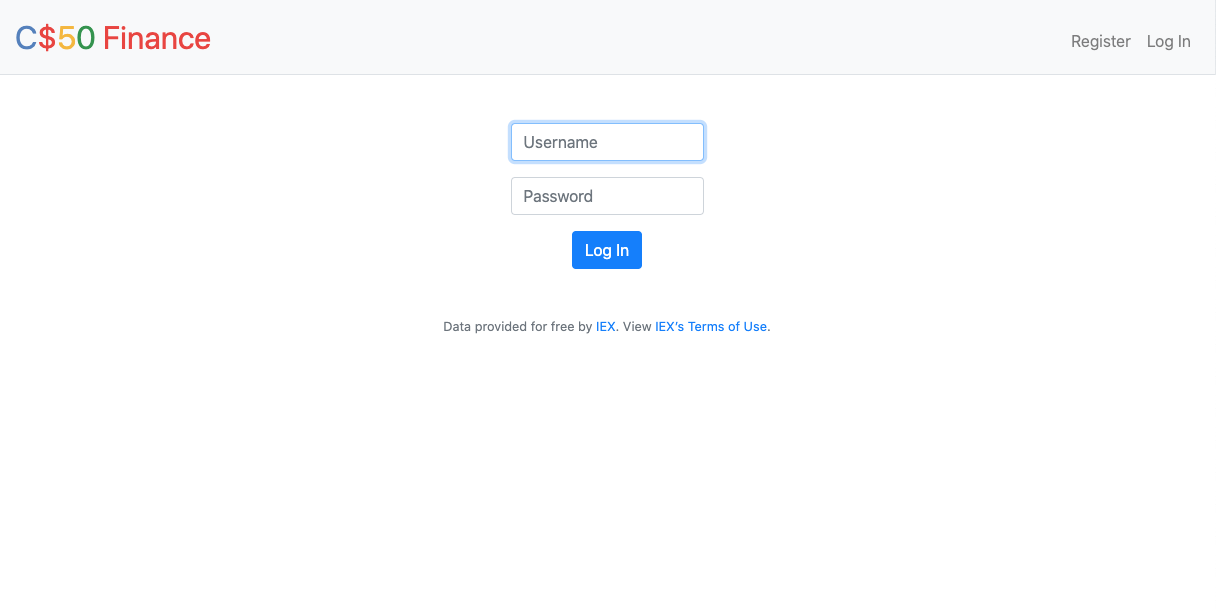 C$50 Finance
Register Log In
Username
Password
Log In
Data provided for free by IEX. View IEX's Terms of Use.